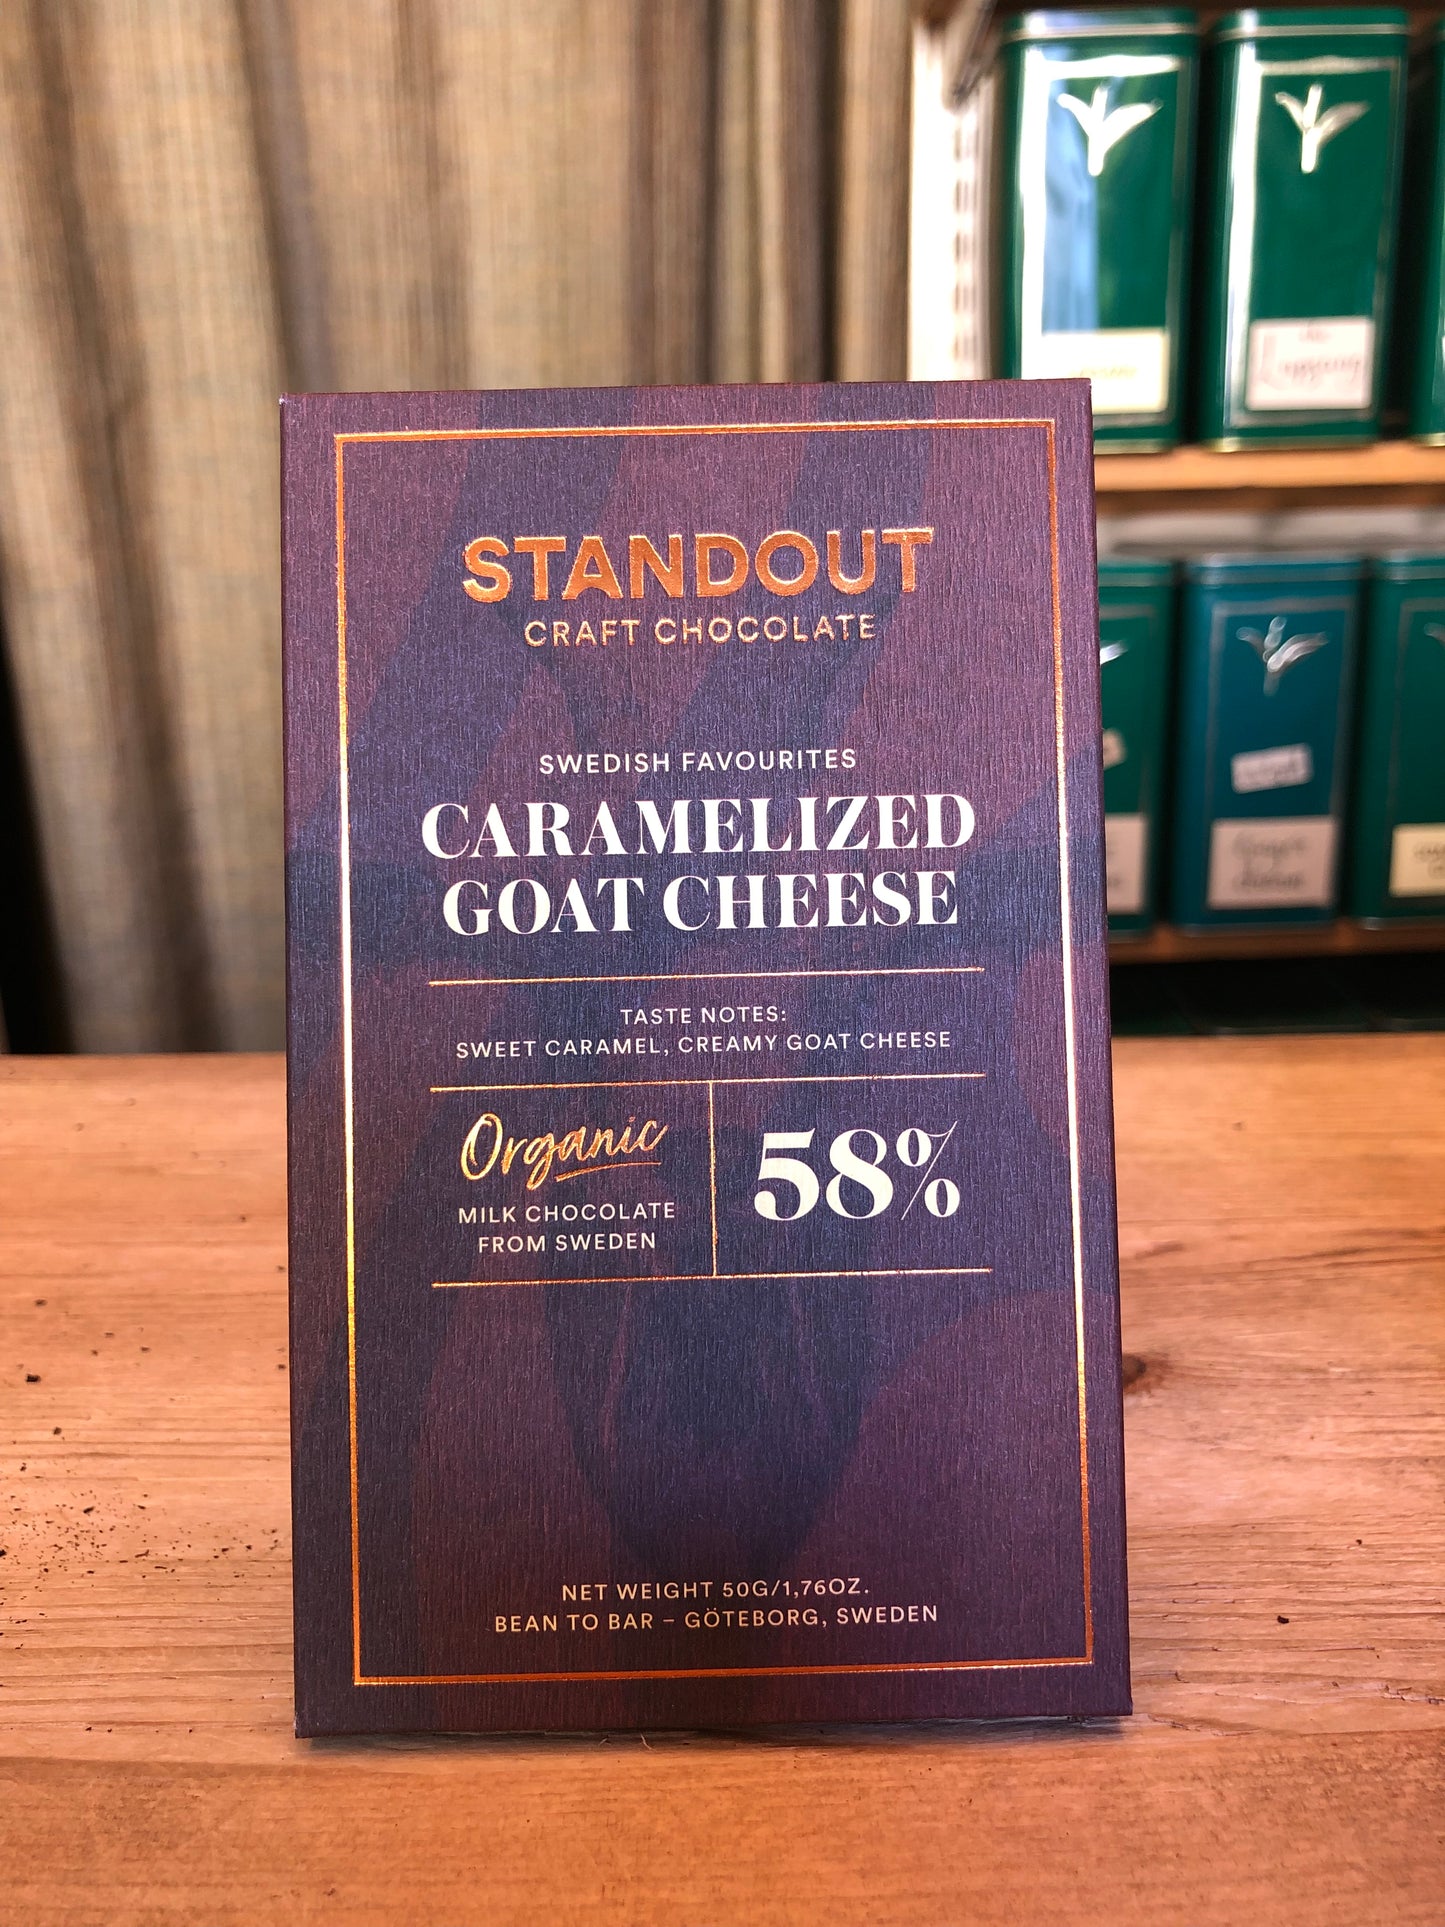 STANDOUT
CRAFT CHOCOLATE
SWEDISH FAVOURITES
CARAMELIZED
GOAT CHEESE
TASTE NOTES:
SWEET CARAMEL, CREAMY GOAT CHEESE
Organic
MILK CHOCOLATE
FROM SWEDEN
58%
NET WEIGHT 50G/1,76OZ.
BEAN TO BAR – GÖTEBORG, SWEDEN